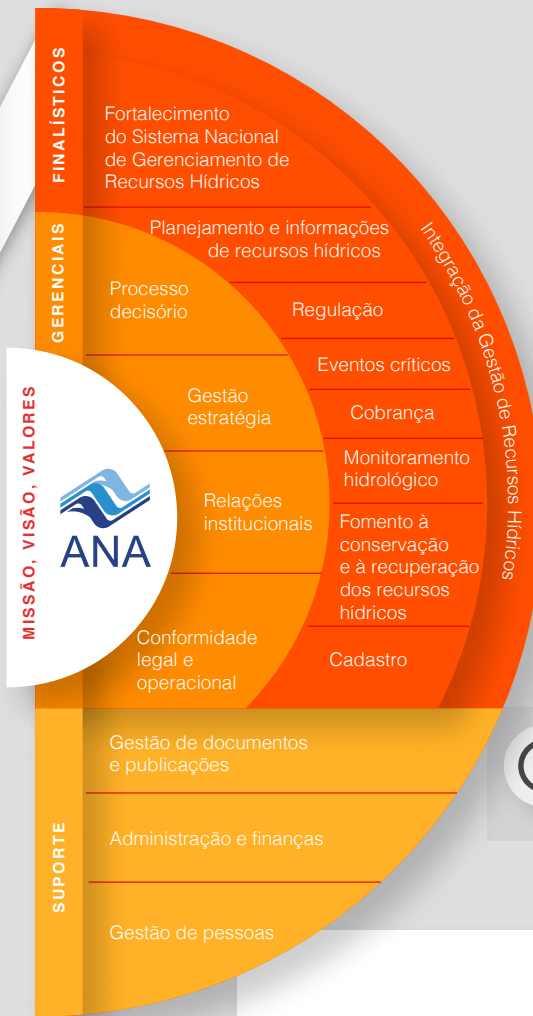 FINALÍSTICOS
Fortalecimento
do Sistema Nacional
de Gerenciamento de
Recursos Hídricos
Planejamento e informações
de recursos hídricos
Regulação
Eventos críticos
Cobrança
Monitoramento
hidrológico
Fomento à
conservação
e à recuperação
dos recursos
hídricos
Cadastro
Integração da Gestão de Recursos Hídricos
GERENCIAIS
Processo
decisório
Gestão
estratégia
Relações
institucionais
Conformidade
legal e
operacional
MISSÃO, VISÃO, VALORES
ANA
SUPORTE
Gestão de documentos
e publicações
Administração e finanças
Gestão de pessoas